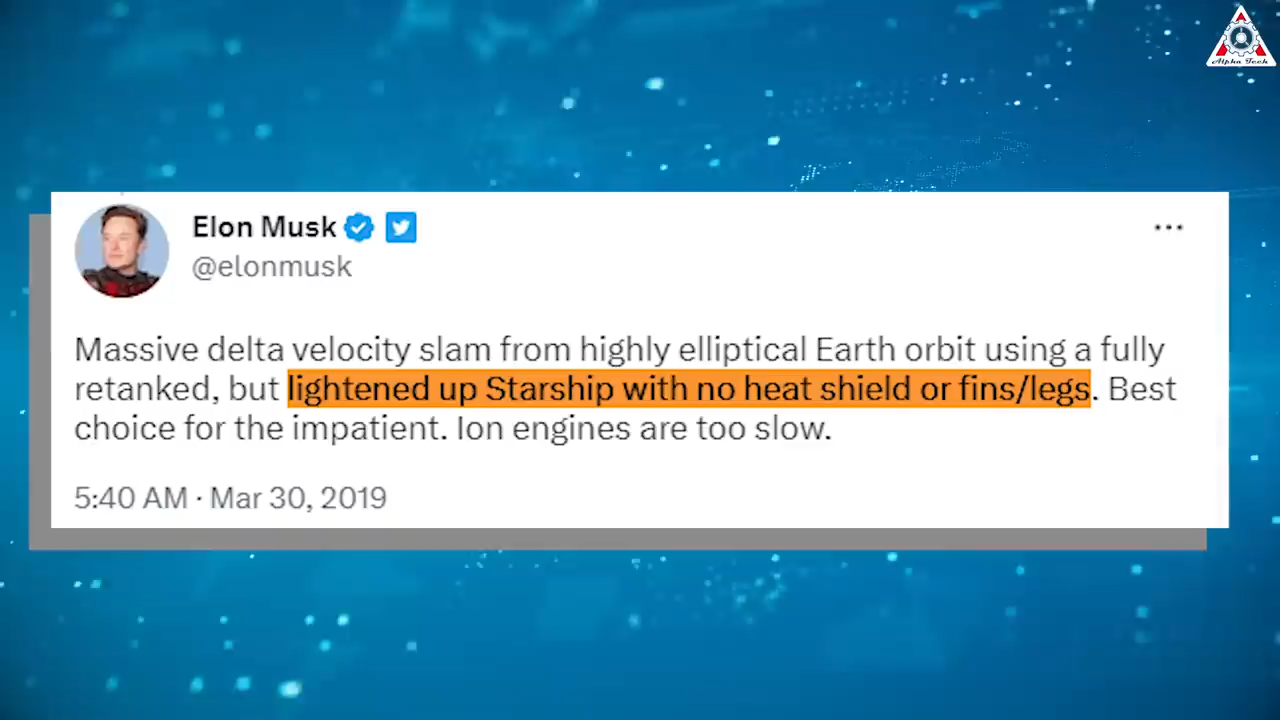 Alpha Tech
Elon Musk
@elonmusk
Massive delta velocity slam from highly elliptical Earth orbit using a fully
retanked, but lightened up Starship with no heat shield or fins/legs. Best
choice for the impatient. Ion engines are too slow.
5:40 AM · Mar 30, 2019